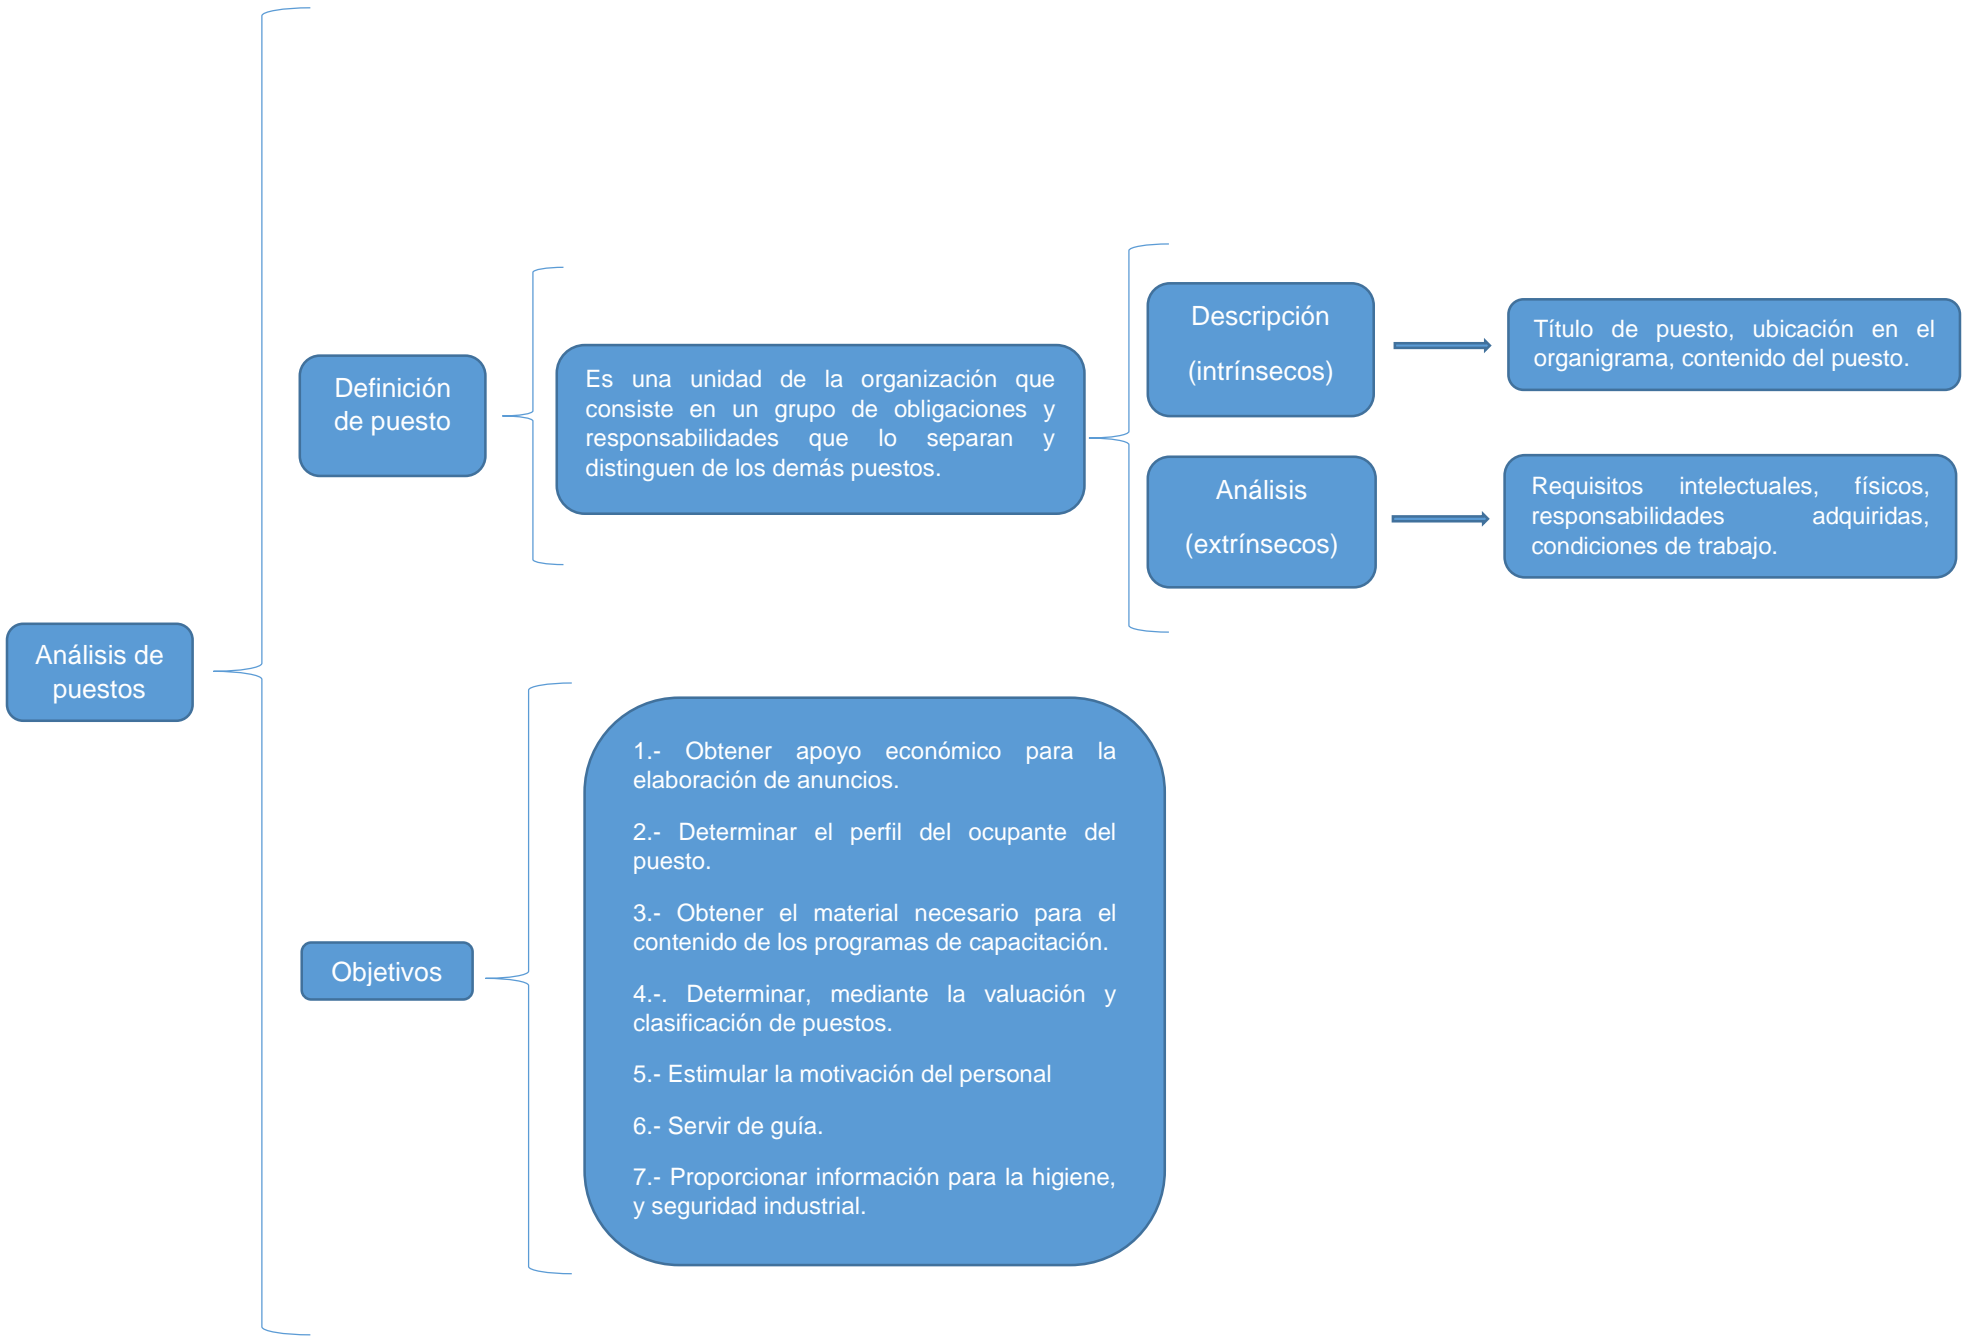 Análisis de
puestos
Definición
de puesto
Es una unidad de la organización que
consiste en un grupo de obligaciones y
responsabilidades que lo separan y
distinguen de los demás puestos.
Descripción
(intrínsecos)
Título de puesto, ubicación en el
organigrama, contenido del puesto.
Análisis
(extrínsecos)
Requisitos intelectuales, físicos,
responsabilidades adquiridas,
condiciones de trabajo.
Objetivos
1.- Obtener apoyo económico para la
elaboración de anuncios.
2.- Determinar el perfil del ocupante del
puesto.
3.- Obtener el material necesario para el
contenido de los programas de capacitación.
4.-. Determinar, mediante la valuación y
clasificación de puestos.
5.- Estimular la motivación del personal
6.- Servir de guía.
7.- Proporcionar información para la higiene,
y seguridad industrial.